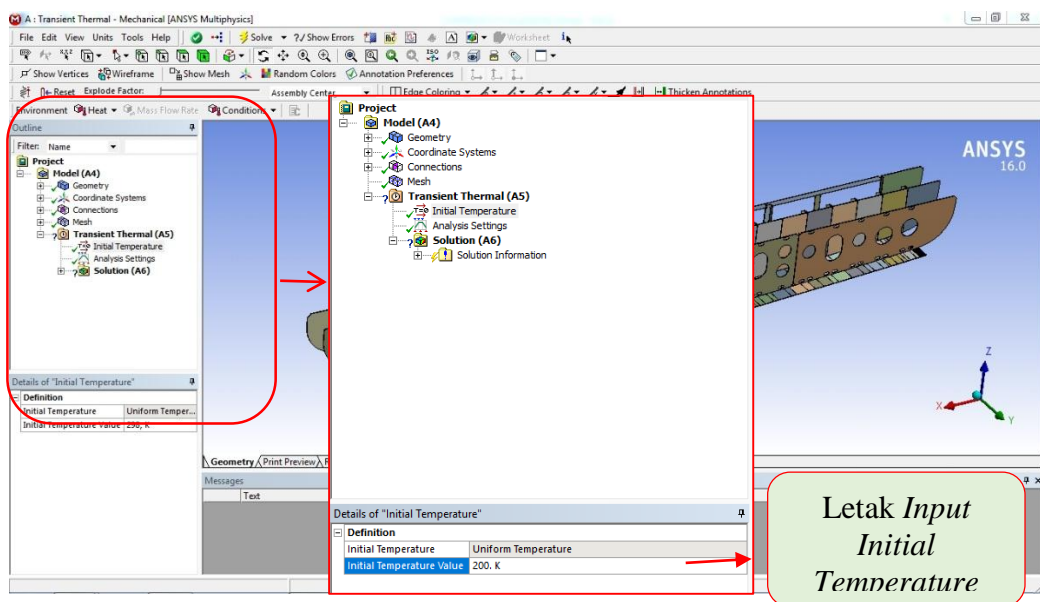 A : Transient Thermal - Mechanical [ANSYS Multiphysics]
File Edit View Units Tools Help Solve ?/ Show Errors Worksheet
Show Vertices Wireframe Show Mesh Random Colors Annotation Preferences
Reset Explode Factor: Assembly Center Edge Coloring Thicken Annotations
Environment Heat Mass Flow Rate Conditions
Outline
Filter: Name
Project
Model (A4)
Geometry
Coordinate Systems
Connections
Mesh
Transient Thermal (A5)
Initial Temperature
Analysis Settings
Solution (A6)
Details of "Initial Temperature"
Definition
Initial Temperature Uniform Temper...
Initial Temperature Value 298, K
Project
Model (A4)
Geometry
Coordinate Systems
Connections
Mesh
Transient Thermal (A5)
Initial Temperature
Analysis Settings
Solution (A6)
Solution Information
Details of "Initial Temperature"
Definition
Initial Temperature Uniform Temperature
Initial Temperature Value 200. K
ANSYS
16.0
Z
X
Y
Geometry Print Preview
Messages
Text
Letak Input
Initial
Temperature